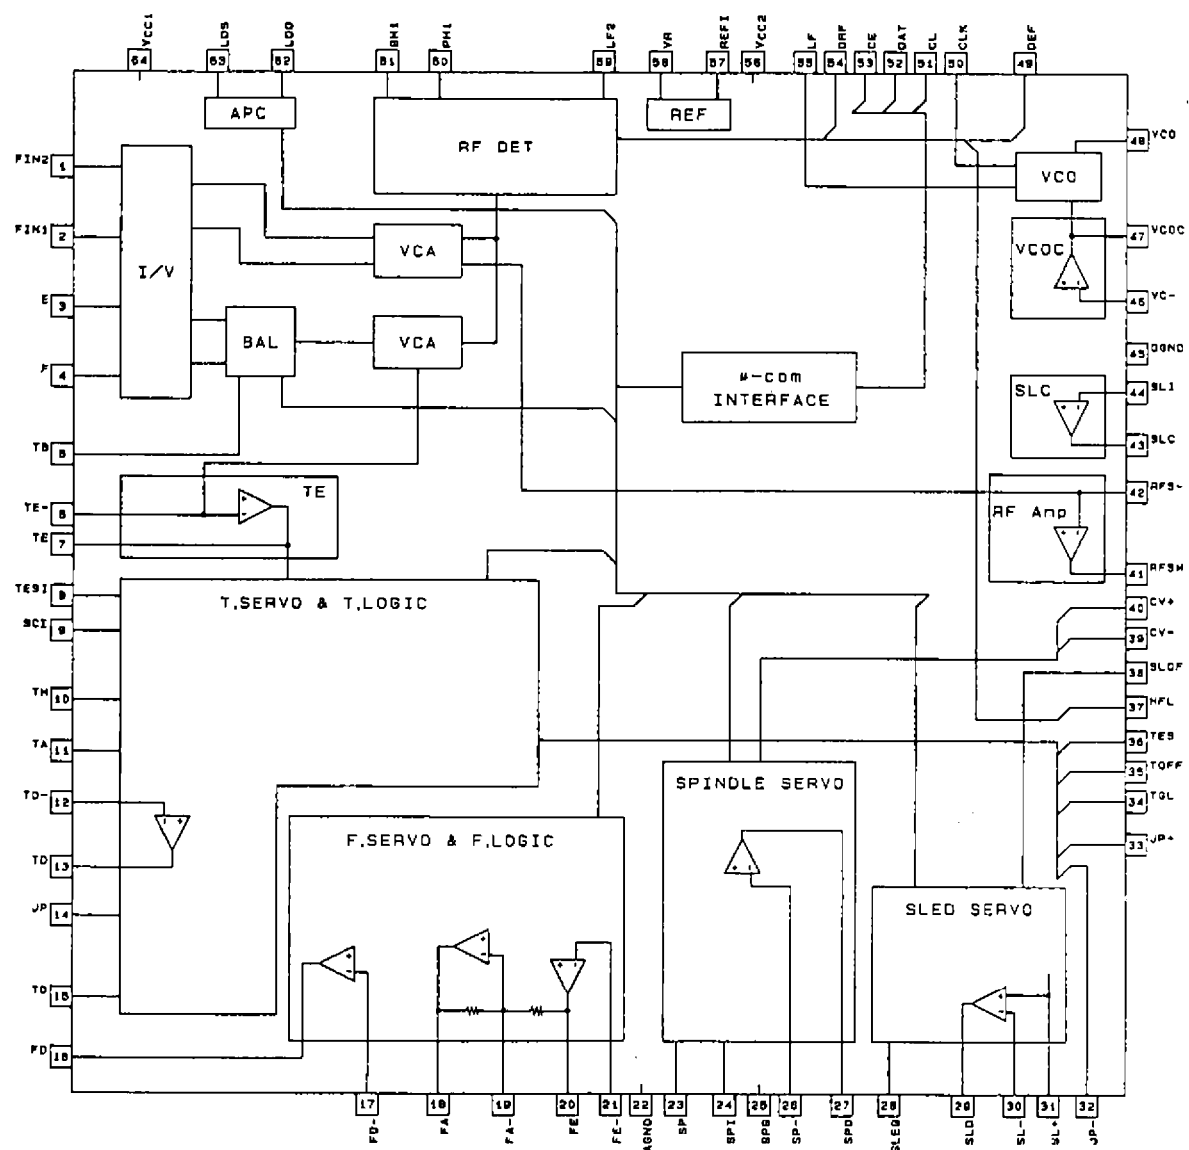 VCC1
LDS
LDD
BH1
PH1
LF2
VR
REFI
VCC2
LF
DRF
CE
DAT
CL
CLK
DEF
64
63
62
61
60
59
58
57
56
55
54
53
52
51
50
49
APC
RF DET
REF
FIN2
1
FIN1
2
E
3
F
4
TB
5
TE-
6
TE
7
TESI
8
SCI
9
TH
10
TA
11
TD-
12
TD
13
JP
14
TO
15
FD
16
I/V
VCA
BAL
VCA
VCO
VCOC
μ-com
INTERFACE
SLC
TE
RF Amp
T.SERVO & T.LOGIC
SPINDLE SERVO
F.SERVO & F.LOGIC
SLED SERVO
48
VCO
47
VCOC
46
VC-
45
DGND
44
SLI
43
SLC
42
RFS-
41
RFSM
40
CV+
39
CV-
38
SLOF
37
HFL
36
TES
35
TOFF
34
TGL
33
JP+
17
18
19
20
21
22
23
24
25
26
27
28
29
30
31
32
FD-
FA
FA-
FE
FE-
AGND
SP
SPI
SPG
SP-
SPD
SLEQ
SLD
SL-
SL+
JP-